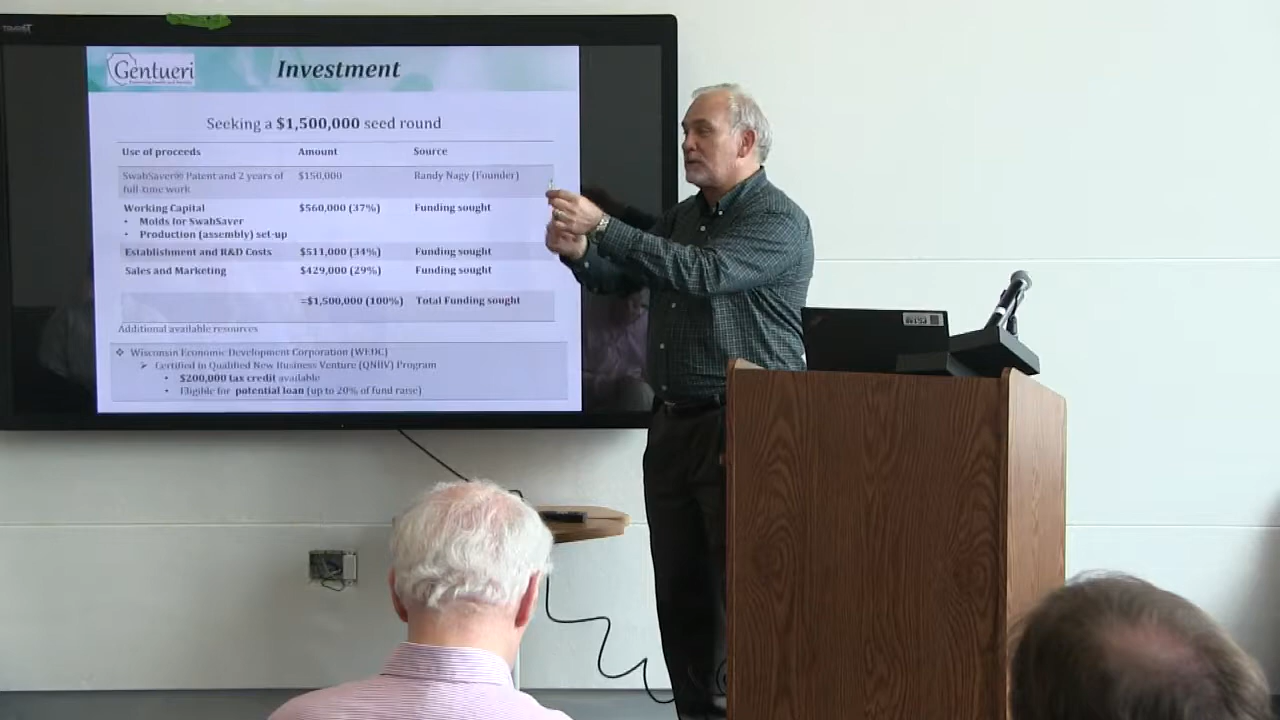 Gentueri
Investment
Seeking a $1,500,000 seed round
Use of proceeds Amount Source
SwabSaver® Patent and 2 years of $150,000 Randy Nagy (Founder)
full-time work
Working Capital $560,000 (37%) Funding sought
• Molds for SwabSaver
• Production (assembly) set-up
Establishment and R&D Costs $511,000 (34%) Funding sought
Sales and Marketing $429,000 (29%) Funding sought
=$1,500,000 (100%) Total Funding sought
Additional available resources
❖ Wisconsin Economic Development Corporation (WEDC)
➢ Certified in Qualified New Business Venture (QNBV) Program
• $200,000 tax credit available
• Eligible for potential loan (up to 20% of fund raise)